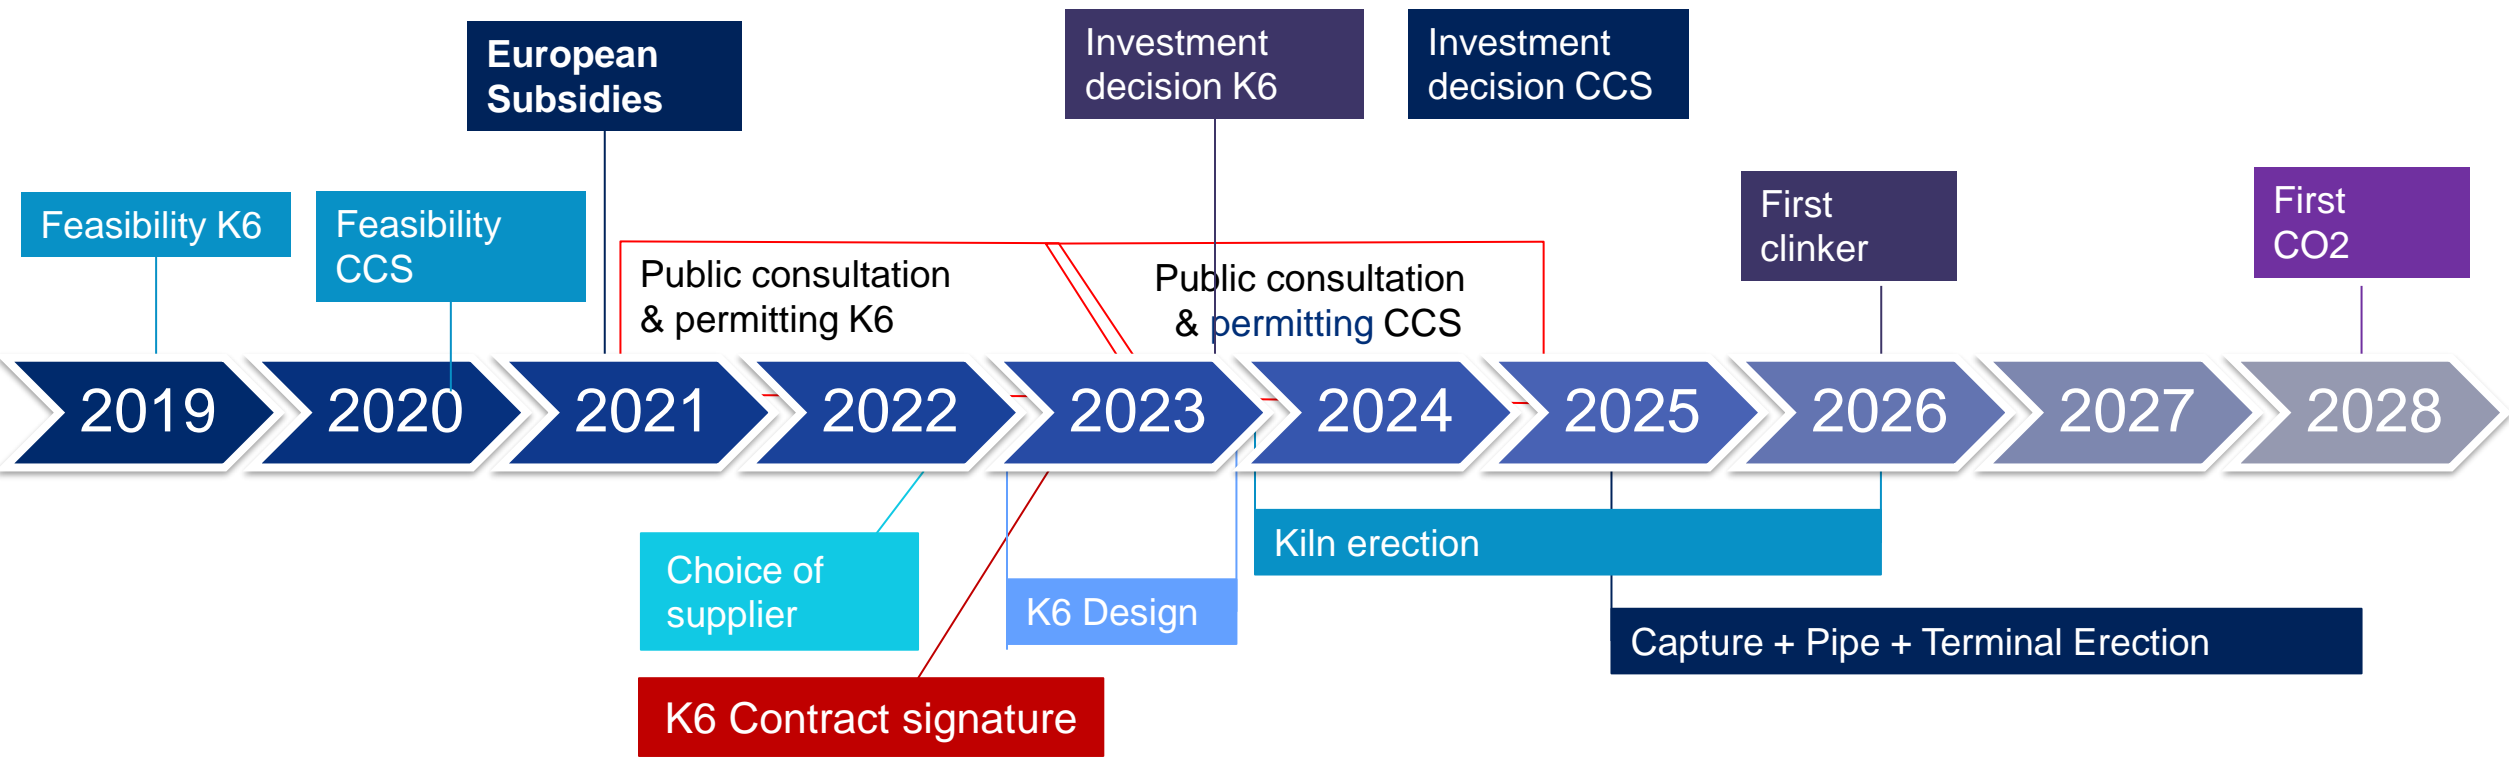 European
Subsidies
Investment
decision K6
Investment
decision CCS
Feasibility K6
Feasibility
CCS
First
clinker
First
CO2
Public consultation
& permitting K6
Public consultation
& permitting CCS
2019
2020
2021
2022
2023
2024
2025
2026
2027
2028
Choice of
supplier
K6 Design
Kiln erection
Capture + Pipe + Terminal Erection
K6 Contract signature